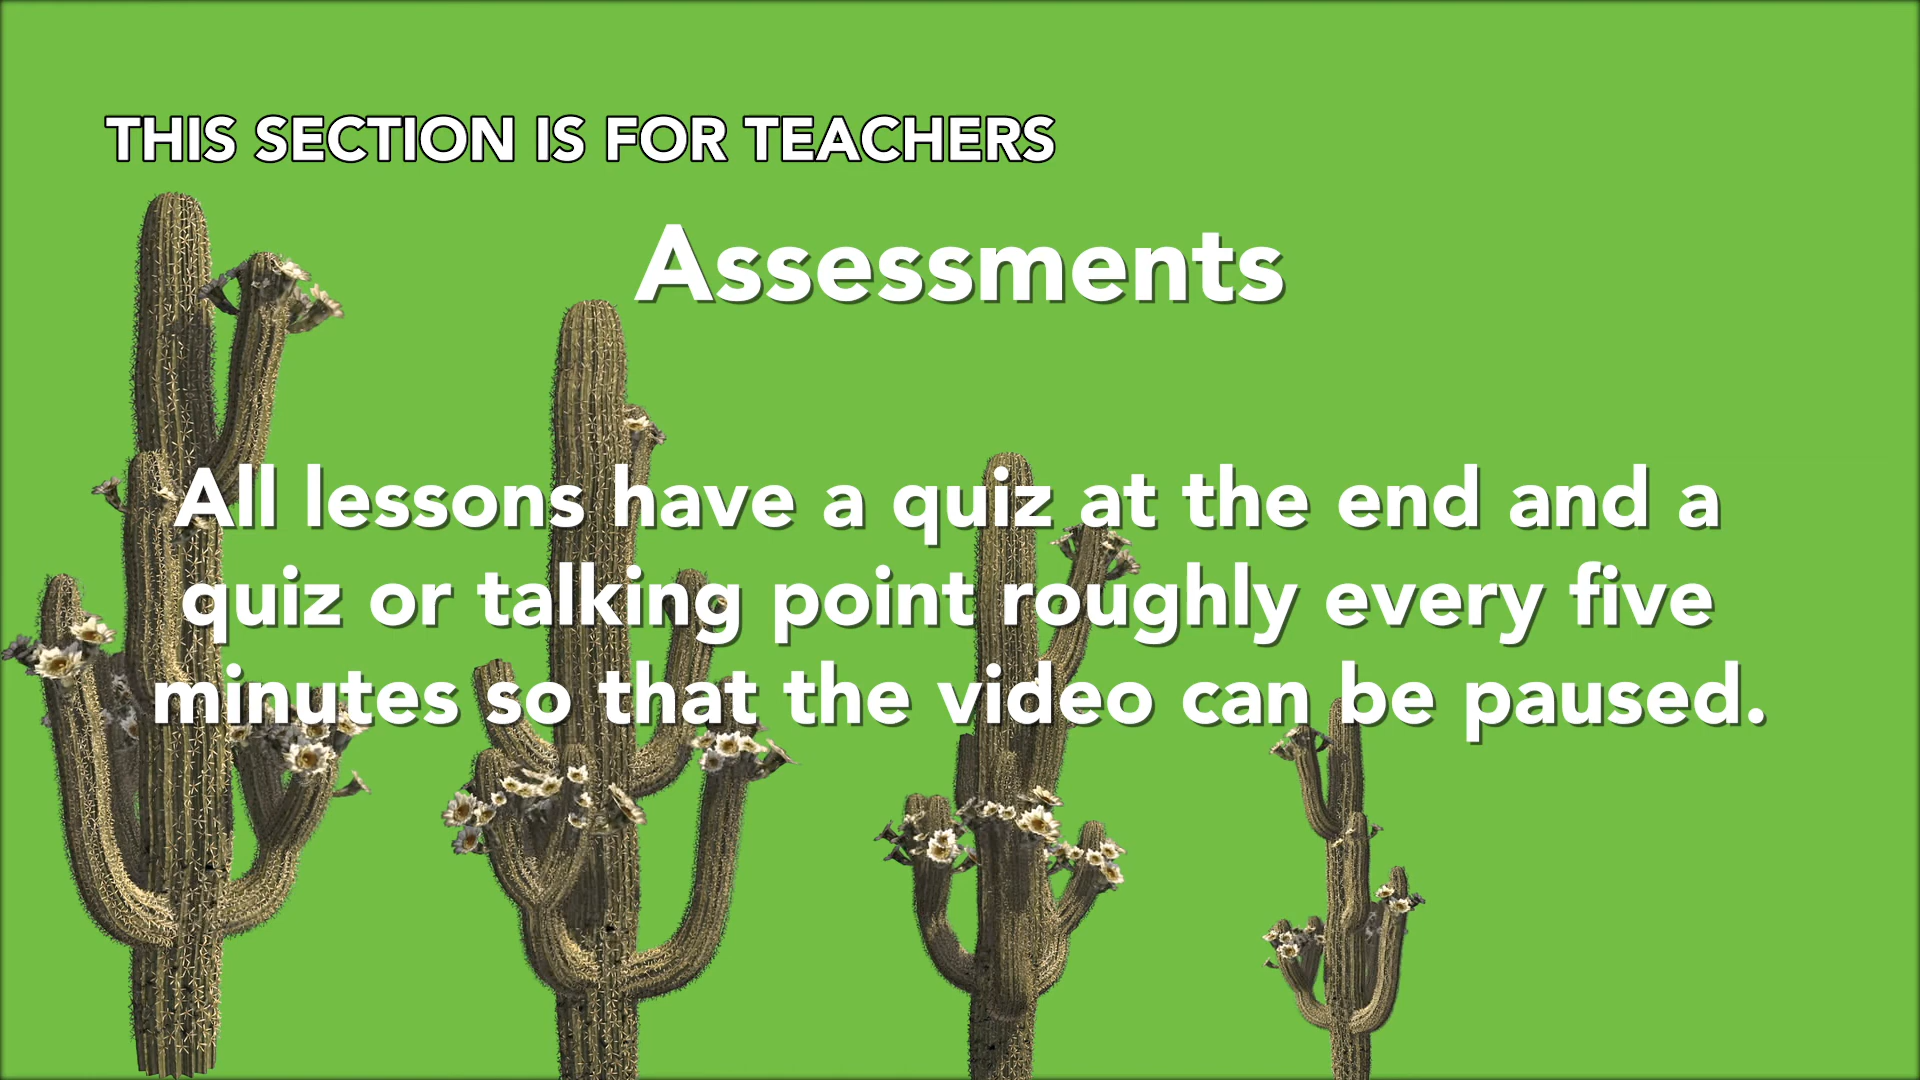 THIS SECTION IS FOR TEACHERS
Assessments
All lessons have a quiz at the end and a
quiz or talking point roughly every five
minutes so that the video can be paused.